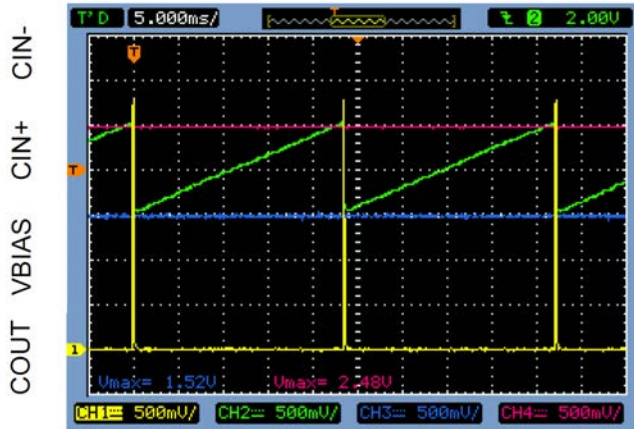 T'D 5.000ms/ T 2 2.00V
CIN-
T
CIN+
T
VBIAS
COUT
1
Vmax= 1.52V Vmax= 2.48V
CH1 500mV/ CH2 500mV/ CH3 500mV/ CH4 500mV/